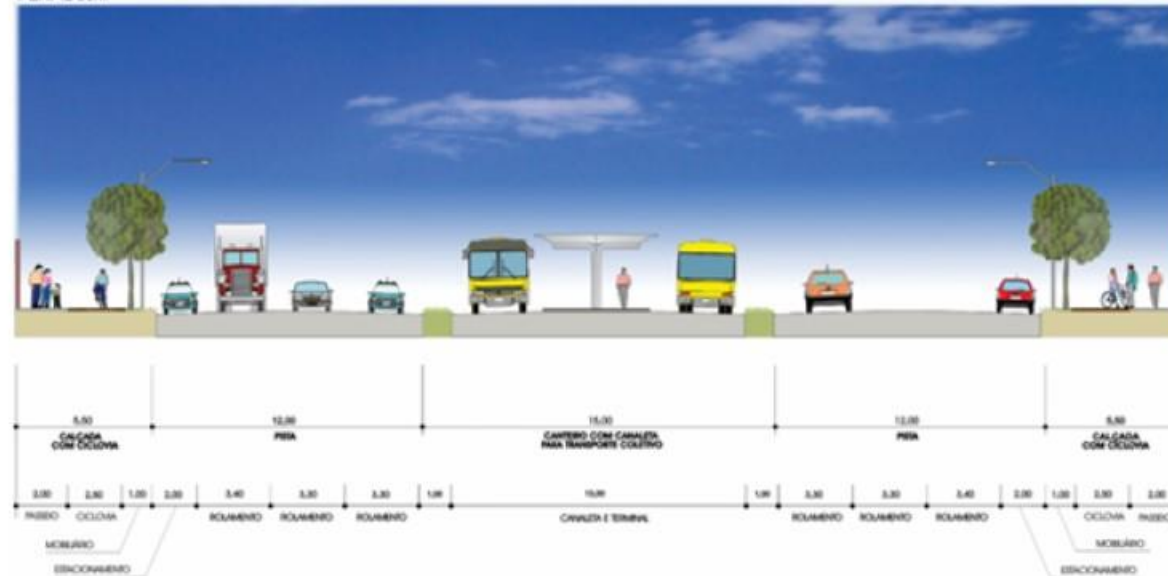 5,50
12,00
15,00
12,00
5,50
CALÇADA
COM CICLOVIA
PISTA
CANTEIRO COM CANALETA
PARA TRANSPORTE COLETIVO
PISTA
CALÇADA
COM CICLOVIA
2,00 2,50 1,00 2,00 3,40 3,30 3,30 1,00 1,00 3,30 3,30 3,40 2,00 1,00 2,50 2,00
PASSEIO CICLOVIA ROLAMENTO ROLAMENTO ROLAMENTO CANALETA E TERMINAL ROLAMENTO ROLAMENTO ROLAMENTO CICLOVIA PASSEIO
MOBILIÁRIO MOBILIÁRIO
ESTACIONAMENTO ESTACIONAMENTO